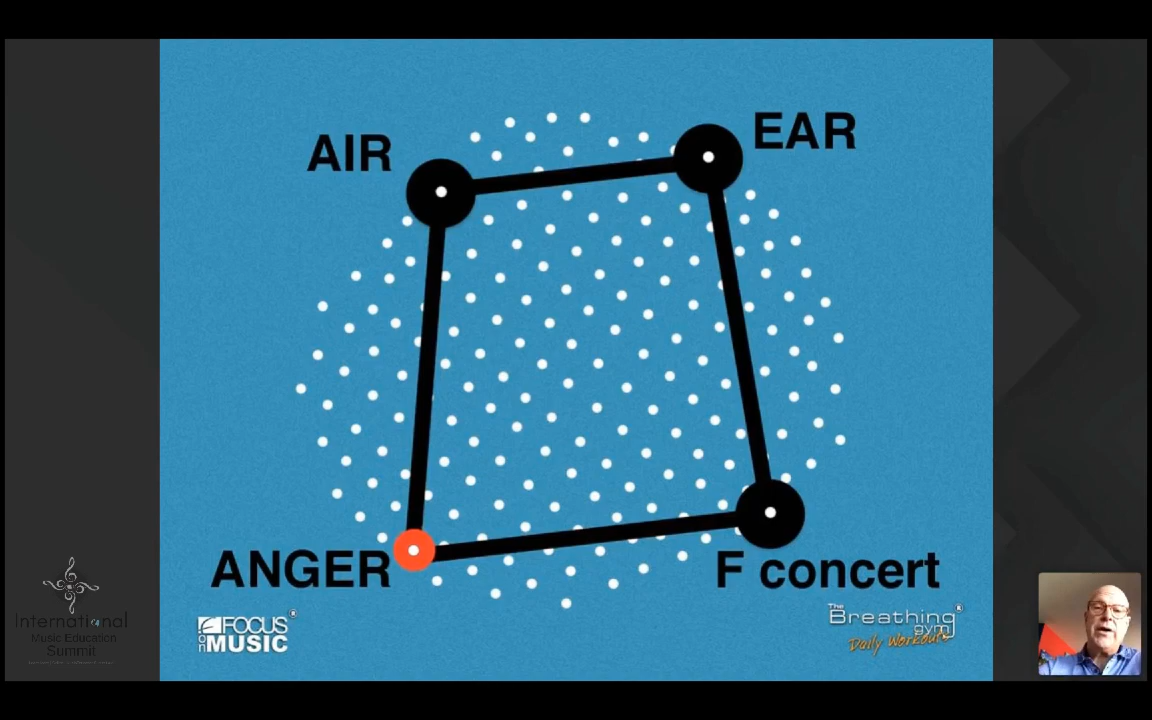 AIR
EAR
ANGER
F concert
International
Music Education
Summit
FOCUS
on MUSIC
The
Breathing
gym
Daily Workouts